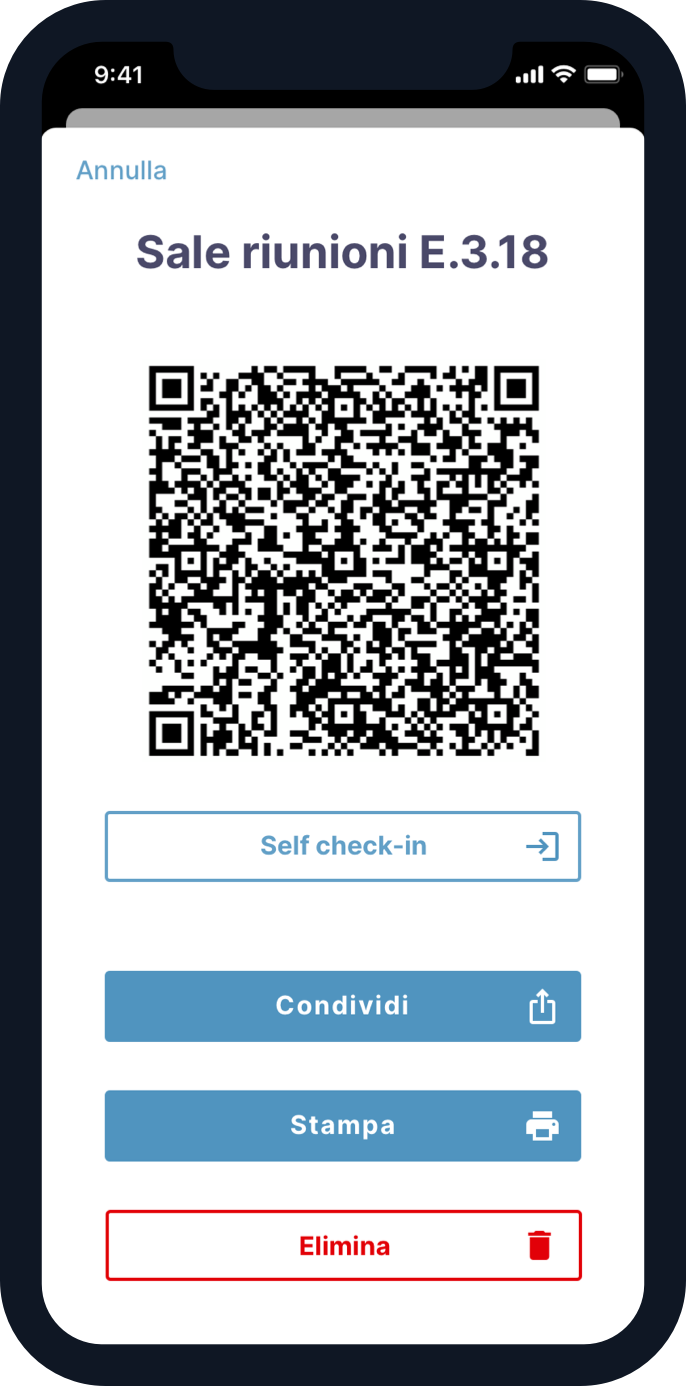 9:41
Annulla
Sale riunioni E.3.18
Self check-in
Condividi
Stampa
Elimina